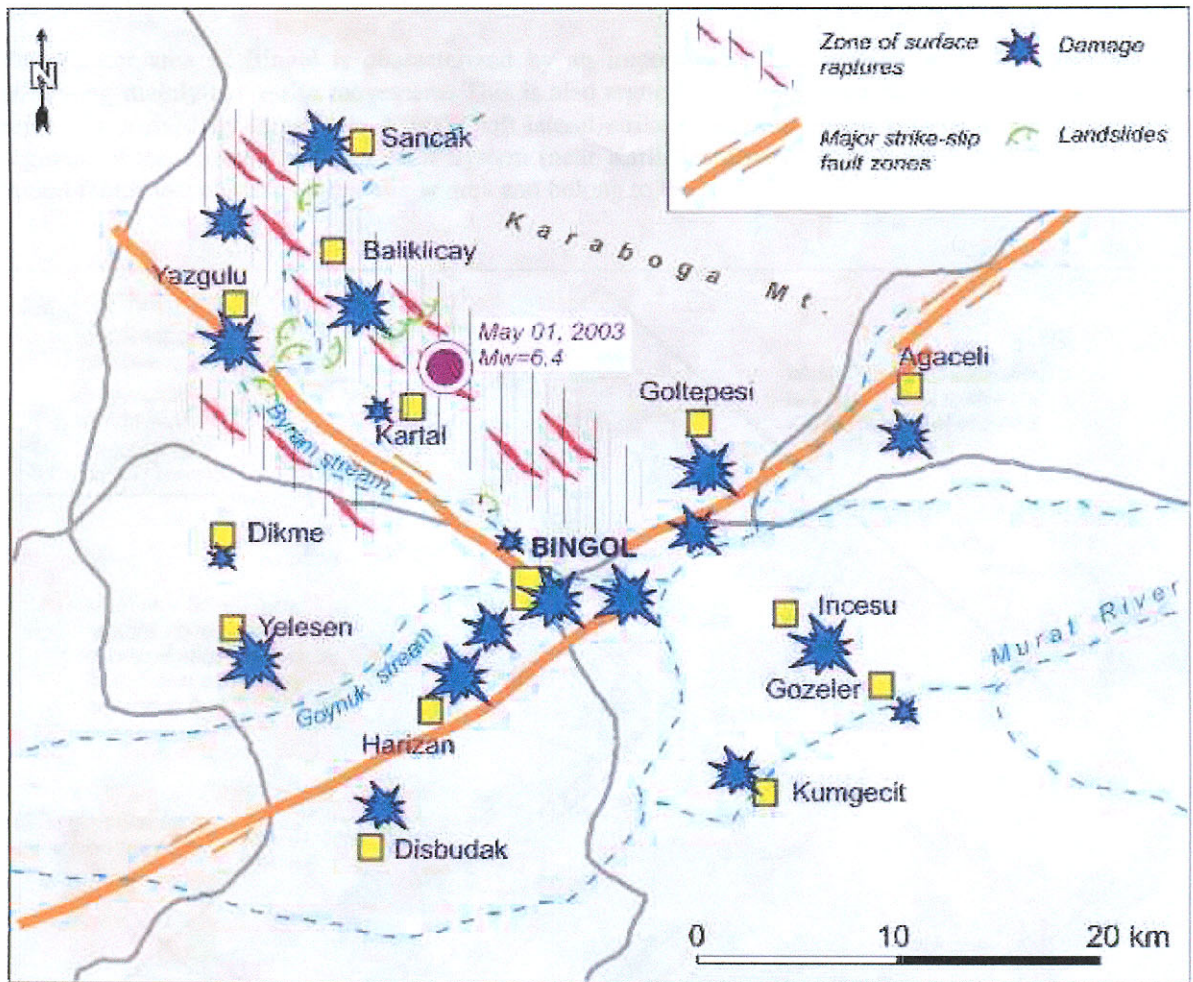 N
Zone of surface
raptures
Damage
Major strike-slip
fault zones
Landslides
Sancak
Karaboga Mt.
Baliklicay
Yazgulu
May 01, 2003
Mw=6.4
Agaceli
Goltepesi
Kartal
Byram stream
Dikme
BINGOL
Incesu
Yelesen
Murat River
Gozeler
Goynuk stream
Harizan
Kumgecit
Disbudak
0 10 20 km